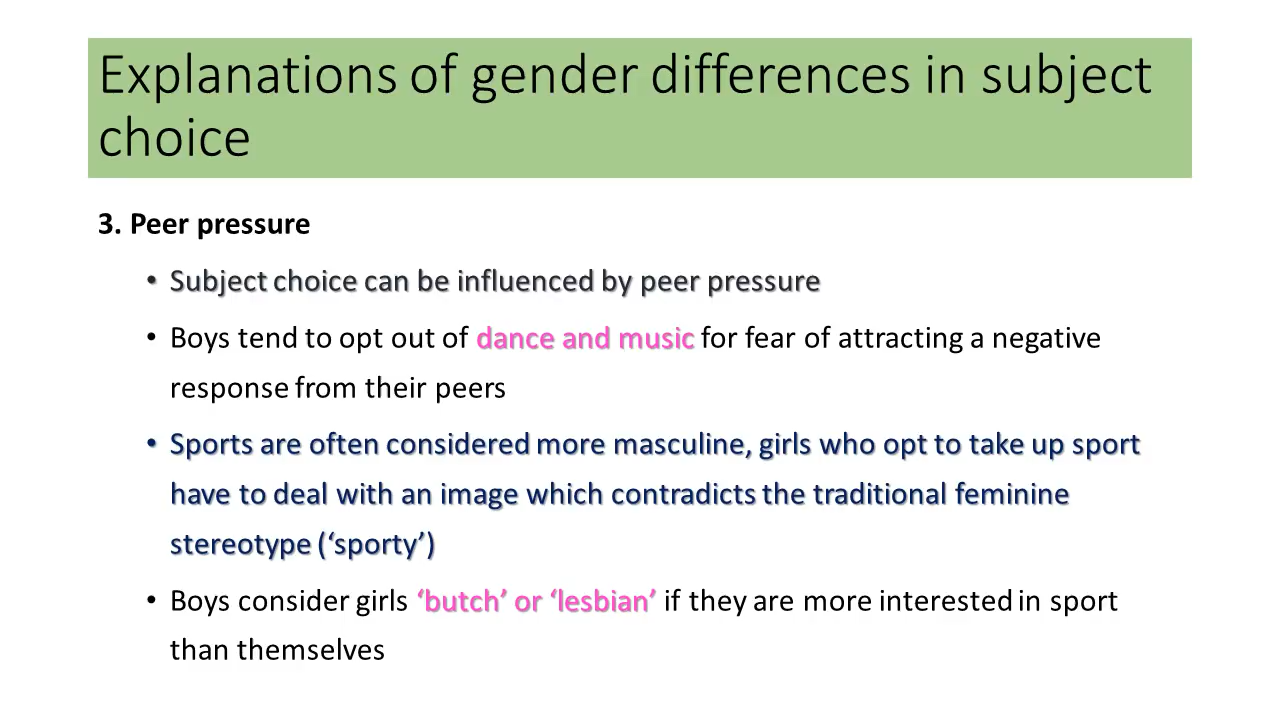 Explanations of gender differences in subject
choice
3. Peer pressure
• Subject choice can be influenced by peer pressure
• Boys tend to opt out of dance and music for fear of attracting a negative
response from their peers
• Sports are often considered more masculine, girls who opt to take up sport
have to deal with an image which contradicts the traditional feminine
stereotype (‘sporty’)
• Boys consider girls ‘butch’ or ‘lesbian’ if they are more interested in sport
than themselves